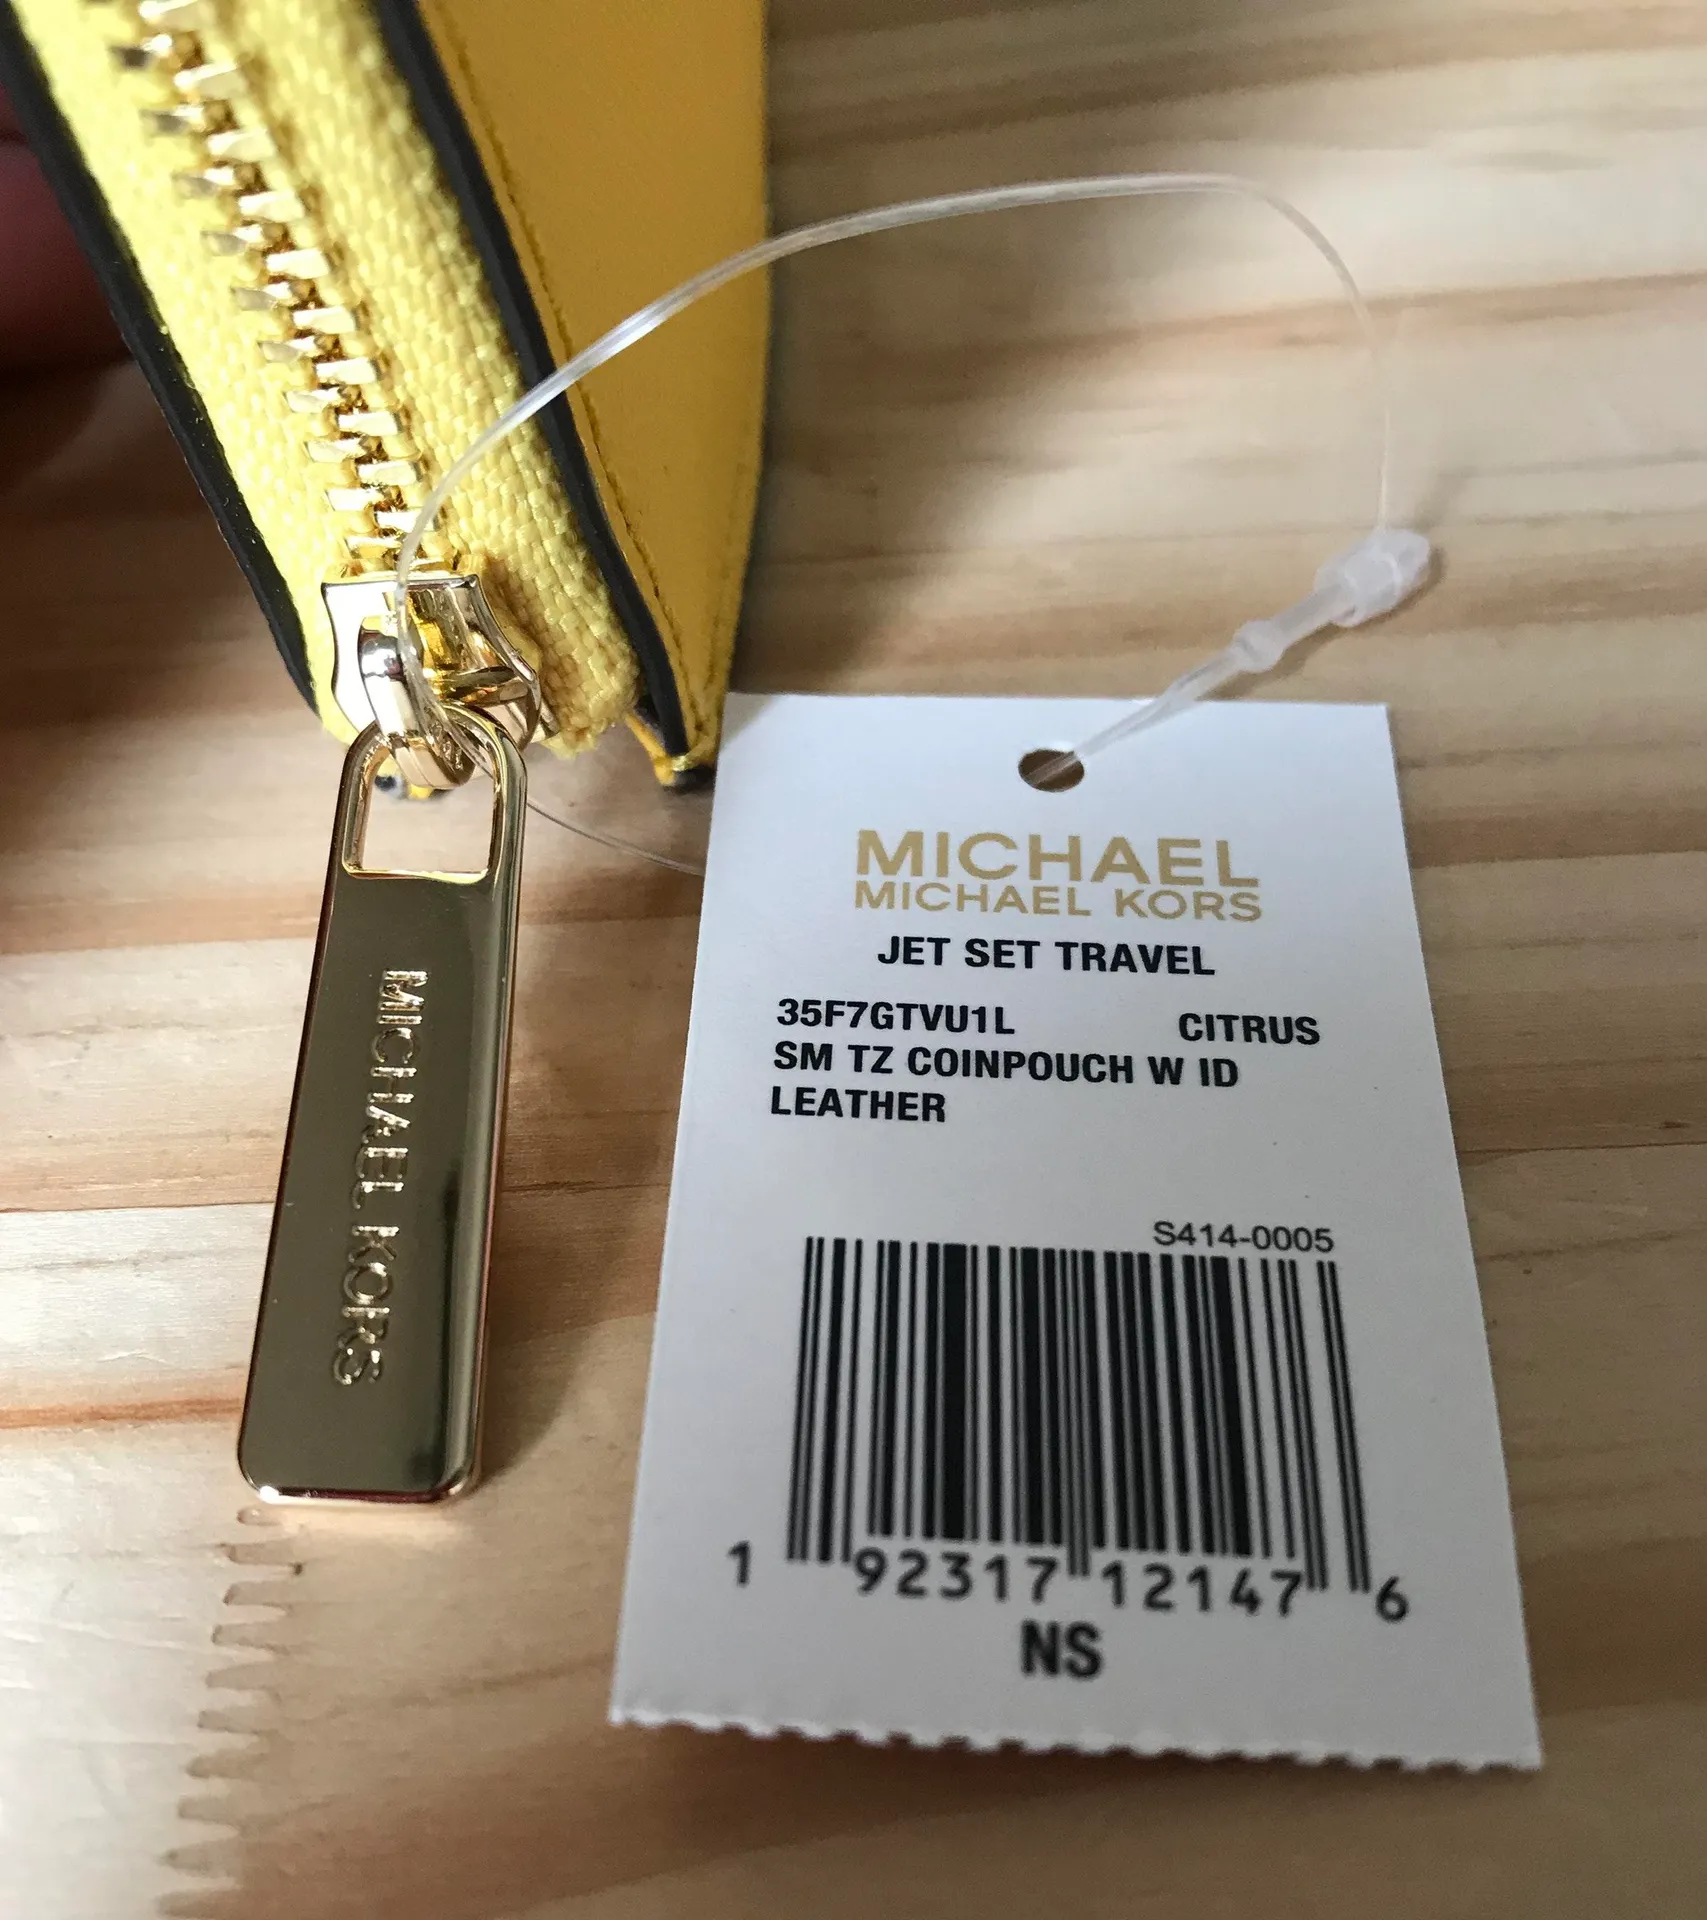 MICHAEL KORS
MICHAEL
MICHAEL KORS
JET SET TRAVEL
35F7GTVU1L CITRUS
SM TZ COINPOUCH W ID
LEATHER
S414-0005
1 92317 12147 6
NS